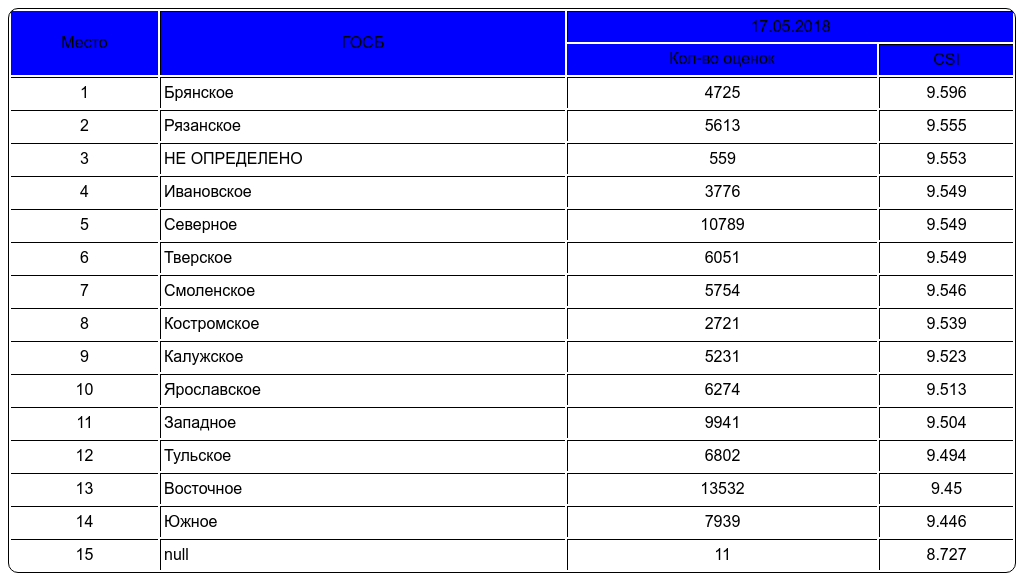 Место ГОСБ 17.05.2018
Кол-во оценок CSI
1 Брянское 4725 9.596
2 Рязанское 5613 9.555
3 НЕ ОПРЕДЕЛЕНО 559 9.553
4 Ивановское 3776 9.549
5 Северное 10789 9.549
6 Тверское 6051 9.549
7 Смоленское 5754 9.546
8 Костромское 2721 9.539
9 Калужское 5231 9.523
10 Ярославское 6274 9.513
11 Западное 9941 9.504
12 Тульское 6802 9.494
13 Восточное 13532 9.45
14 Южное 7939 9.446
15 null 11 8.727